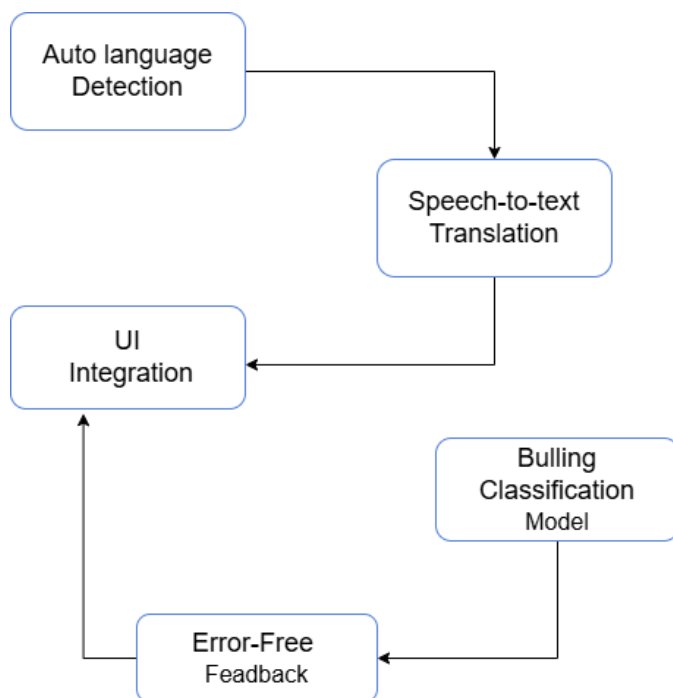 Auto language
Detection
Speech-to-text
Translation
UI
Integration
Bulling
Classification
Model
Error-Free
Feadback